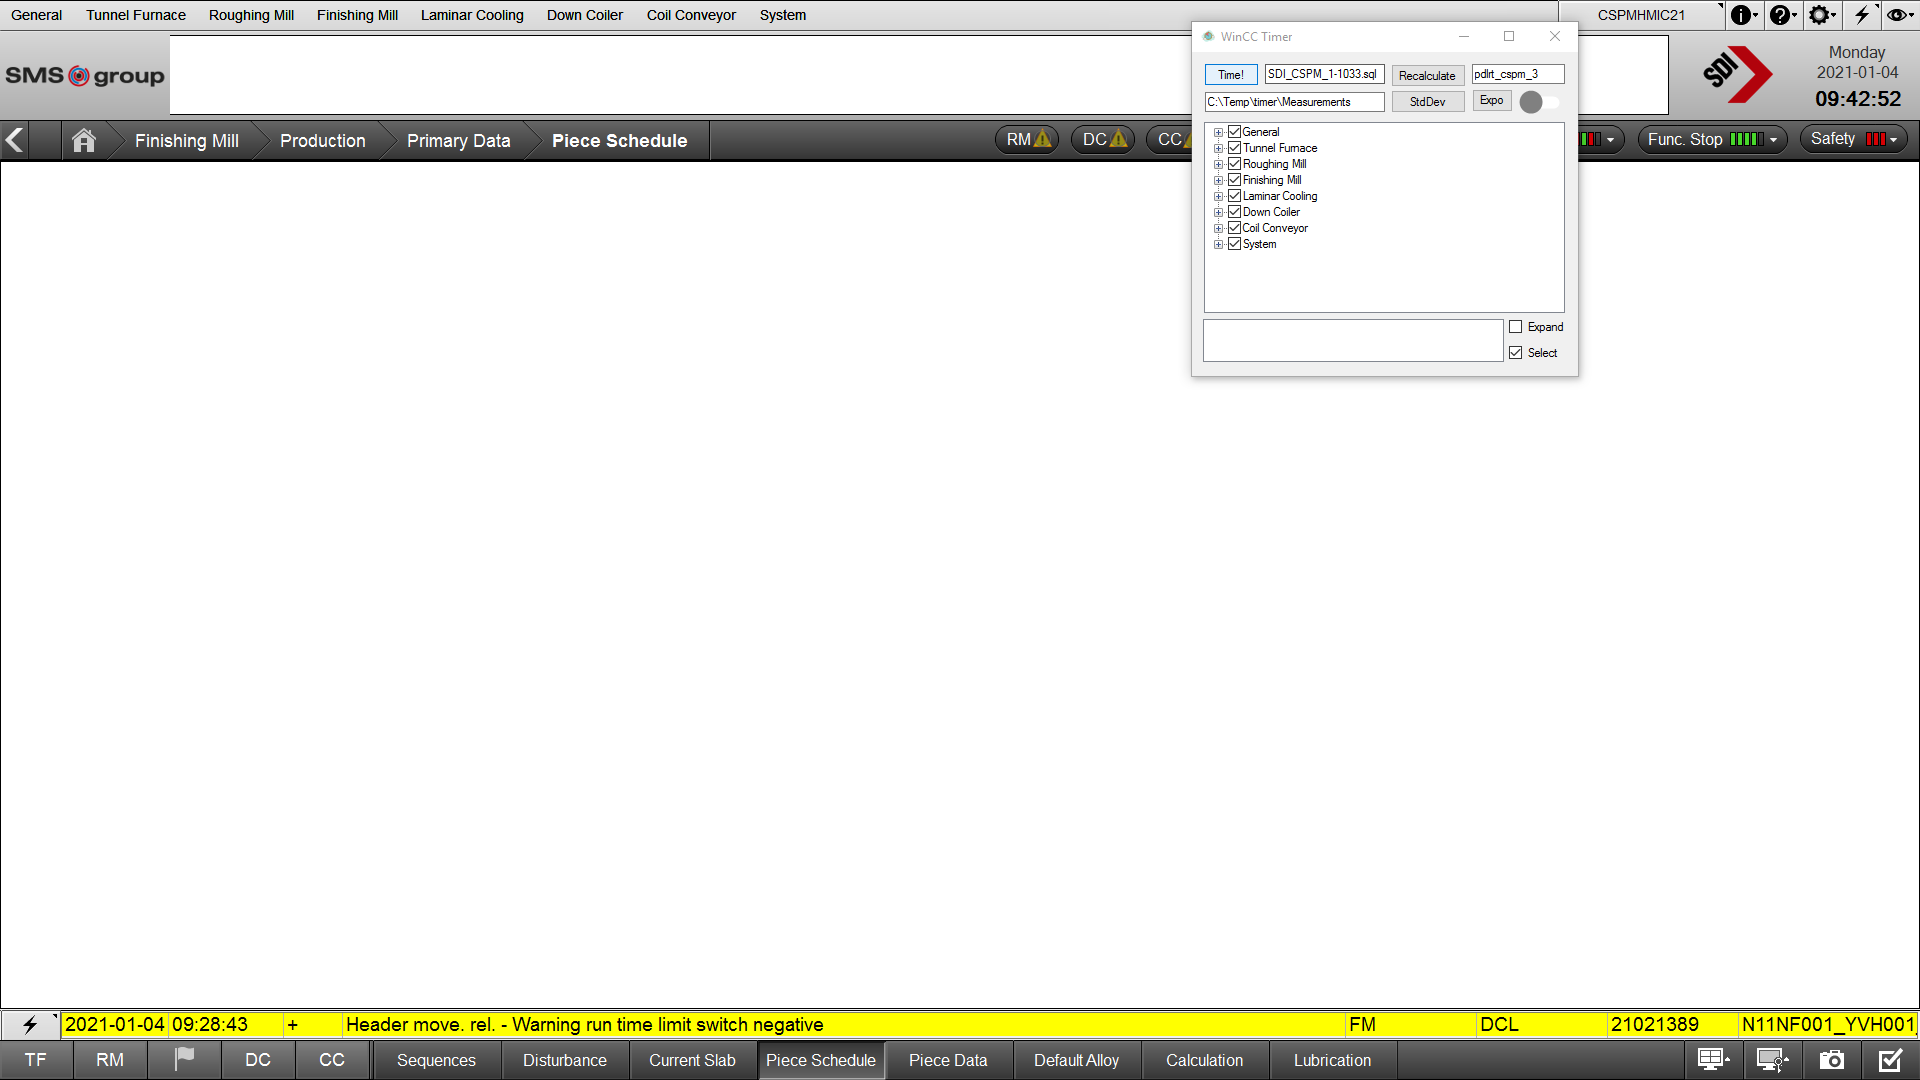 General Tunnel Furnace Roughing Mill Finishing Mill Laminar Cooling Down Coiler Coil Conveyor System CSPMHMIC21
WinCC Timer
SMS group
SDI
Monday
2021-01-04
09:42:52
Time! SDI_CSPM_1-1033.sql Recalculate pdlrt_cspm_3
C:\Temp\timer\Measurements StdDev Expo
Finishing Mill Production Primary Data Piece Schedule RM DC CC Func. Stop Safety
General
Tunnel Furnace
Roughing Mill
Finishing Mill
Laminar Cooling
Down Coiler
Coil Conveyor
System
Expand
Select
2021-01-04 09:28:43 + Header move. rel. - Warning run time limit switch negative FM DCL 21021389 N11NF001_YVH001
TF RM DC CC Sequences Disturbance Current Slab Piece Schedule Piece Data Default Alloy Calculation Lubrication